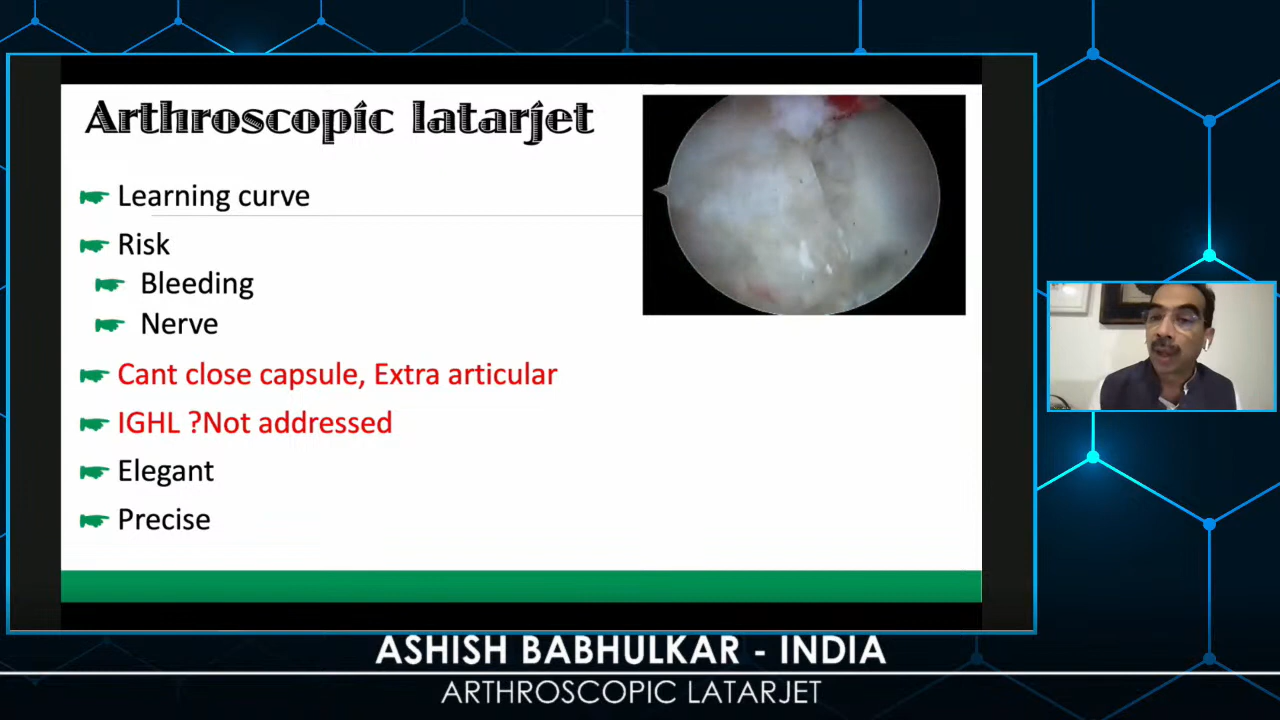 Arthroscopic latarjet
Learning curve
Risk
Bleeding
Nerve
Cant close capsule, Extra articular
IGHL ?Not addressed
Elegant
Precise
ASHISH BABHULKAR - INDIA
ARTHROSCOPIC LATARJET